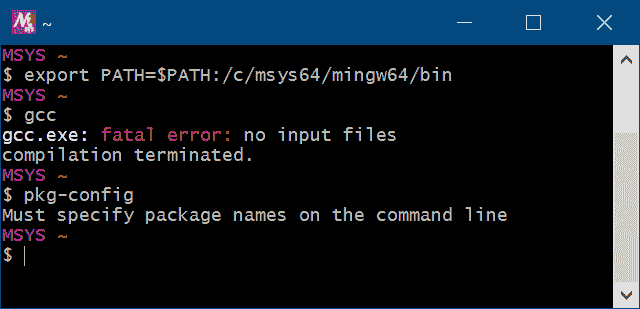 ~
MSYS ~
$ export PATH=$PATH:/c/msys64/mingw64/bin
MSYS ~
$ gcc
gcc.exe: fatal error: no input files
compilation terminated.
MSYS ~
$ pkg-config
Must specify package names on the command line
MSYS ~
$